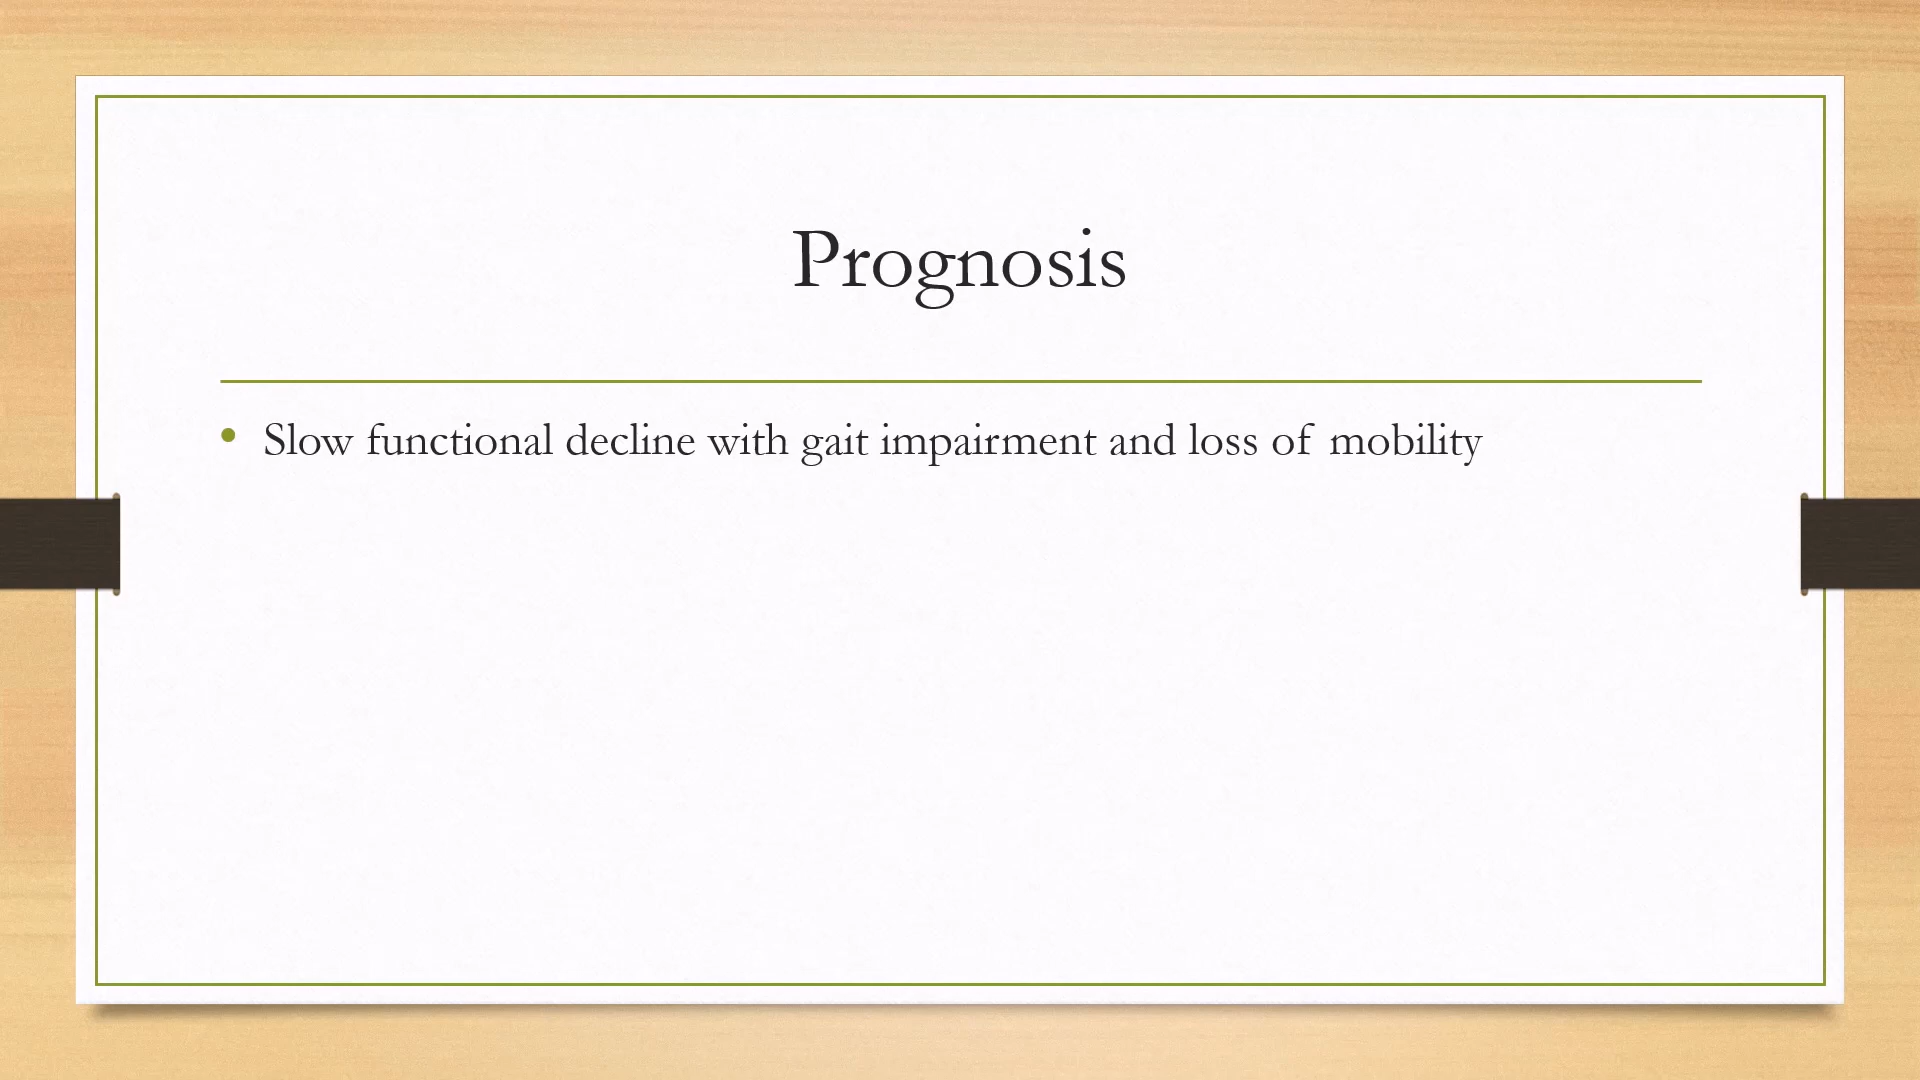 Prognosis
• Slow functional decline with gait impairment and loss of mobility